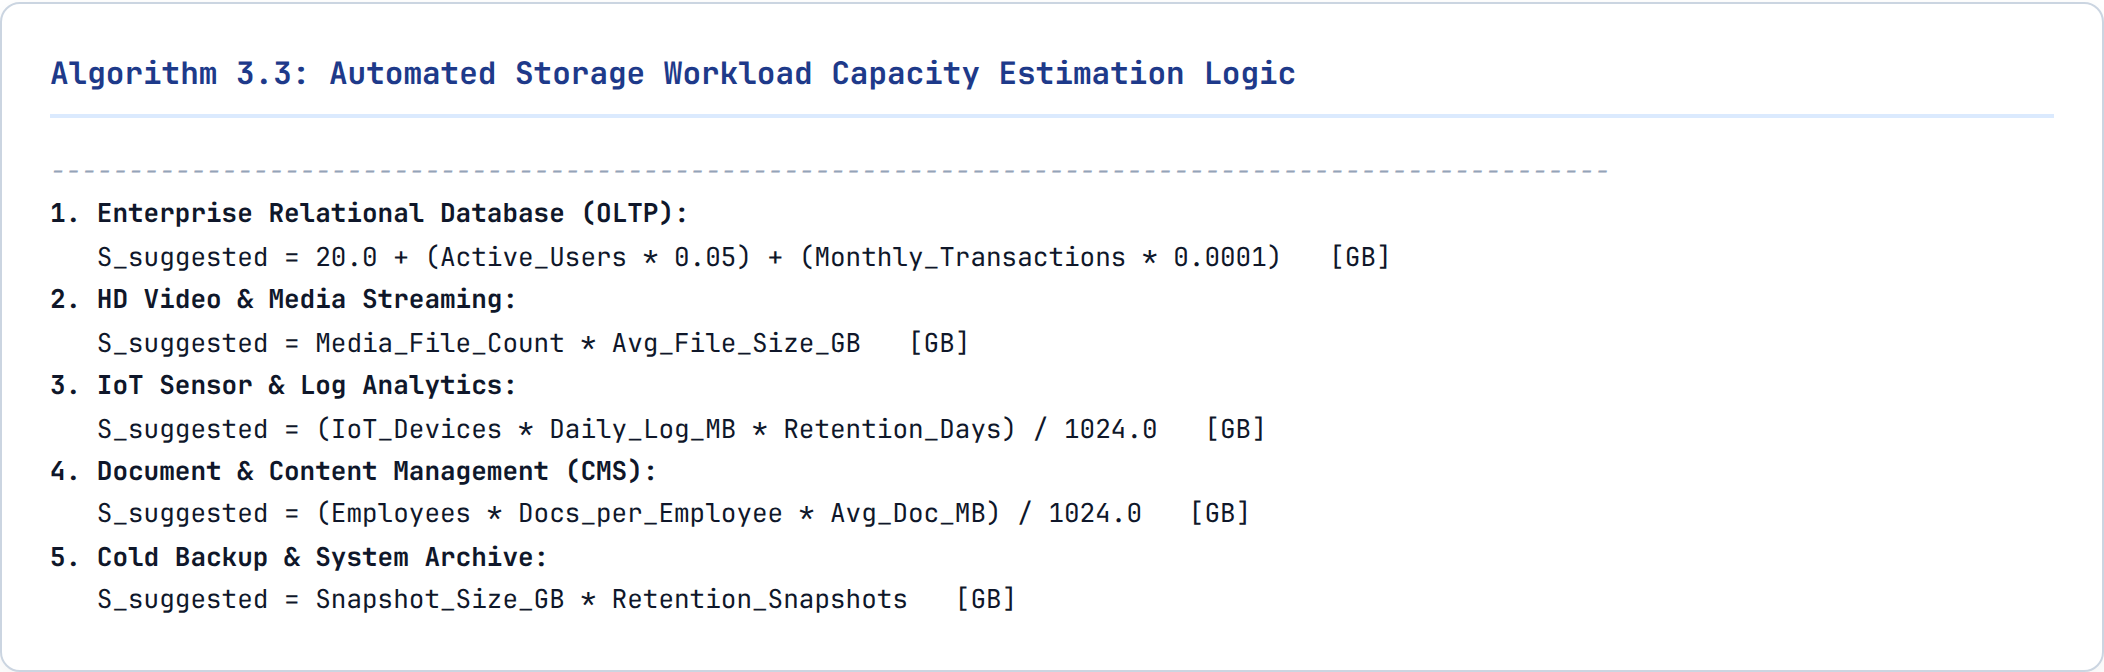 Algorithm 3.3: Automated Storage Workload Capacity Estimation Logic
----------------------------------------------------------------------------------------------------
1. Enterprise Relational Database (OLTP):
   S_suggested = 20.0 + (Active_Users * 0.05) + (Monthly_Transactions * 0.0001)   [GB]
2. HD Video & Media Streaming:
   S_suggested = Media_File_Count * Avg_File_Size_GB   [GB]
3. IoT Sensor & Log Analytics:
   S_suggested = (IoT_Devices * Daily_Log_MB * Retention_Days) / 1024.0   [GB]
4. Document & Content Management (CMS):
   S_suggested = (Employees * Docs_per_Employee * Avg_Doc_MB) / 1024.0   [GB]
5. Cold Backup & System Archive:
   S_suggested = Snapshot_Size_GB * Retention_Snapshots   [GB]